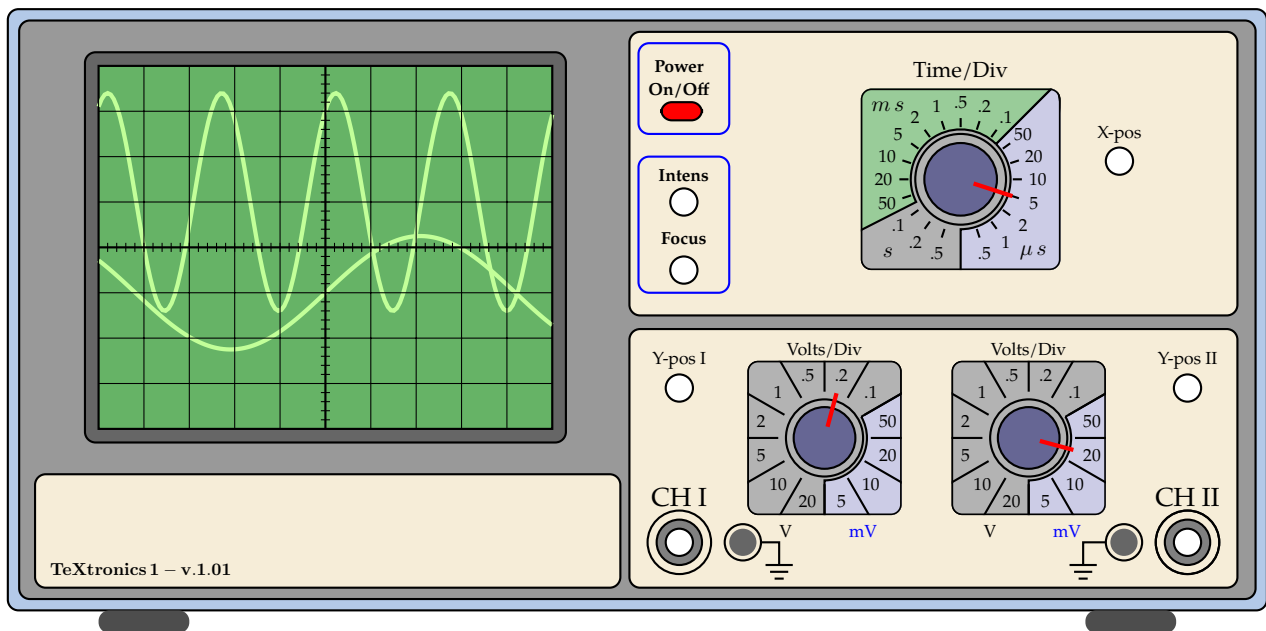 Power
On/Off
Intens
Focus
Time/Div
m s
50
20
10
5
2
1
.5
.2
.1
50
20
10
5
2
1
.5
μ s
.1
.2
.5
s
X-pos
Y-pos I
Volts/Div
20
10
5
2
1
.5
.2
.1
50
20
10
5
V
mV
CH I
Volts/Div
20
10
5
2
1
.5
.2
.1
50
20
10
5
V
mV
Y-pos II
CH II
TeXtronics 1 – v.1.01